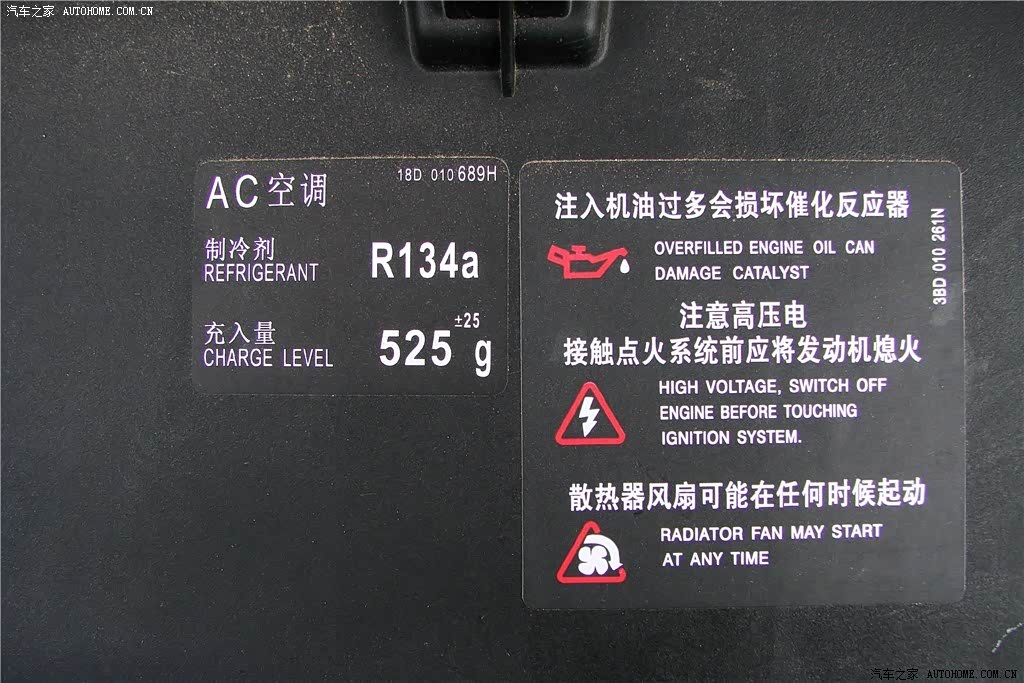 汽车之家 AUTOHOME.COM.CN
AC 空调
18D 010 689H
制冷剂
REFRIGERANT
R134a
充入量
CHARGE LEVEL
525 ±25 g
注入机油过多会损坏催化反应器
OVERFILLED ENGINE OIL CAN
DAMAGE CATALYST
3BD 010 261N
注意高压电
接触点火系统前应将发动机熄火
HIGH VOLTAGE, SWITCH OFF
ENGINE BEFORE TOUCHING
IGNITION SYSTEM.
散热器风扇可能在任何时候起动
RADIATOR FAN MAY START
AT ANY TIME
汽车之家 AUTOHOME.COM.CN